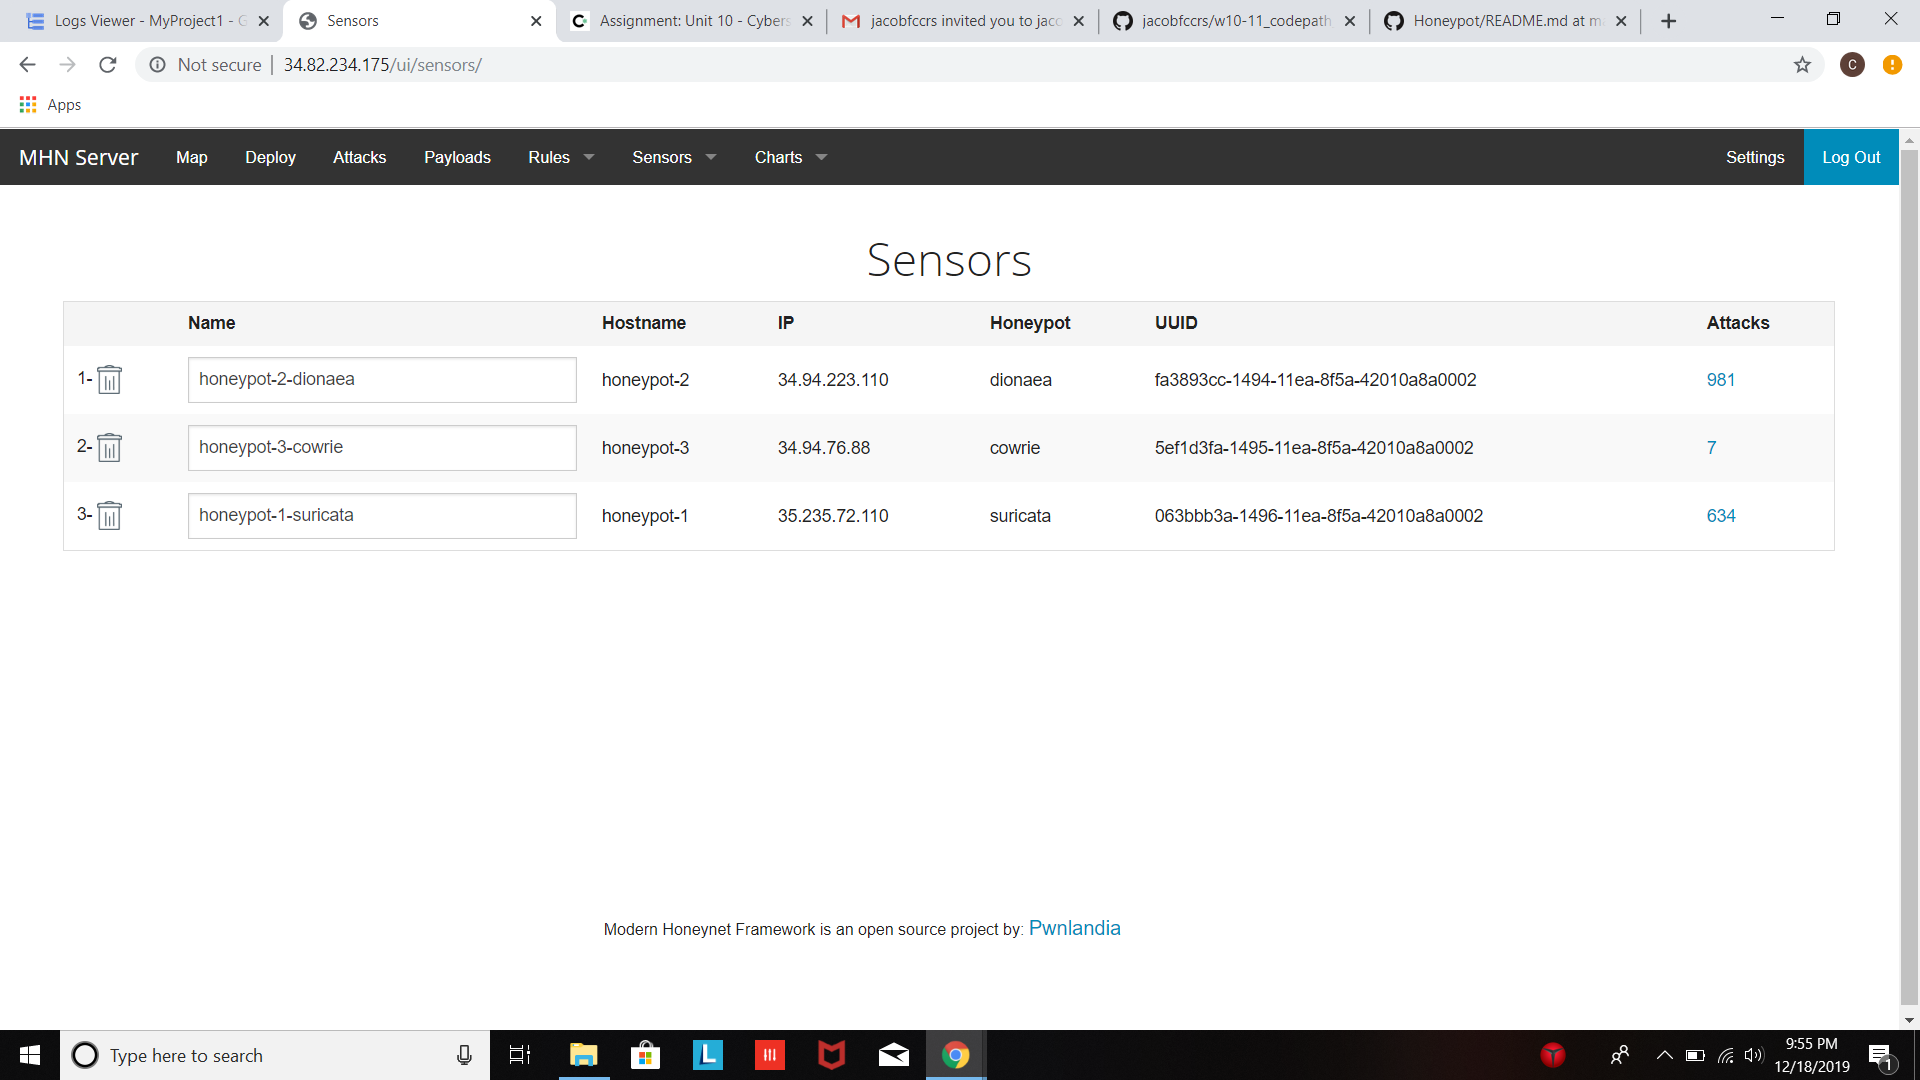 Logs Viewer - MyProject1 - G
Sensors
Assignment: Unit 10 - Cybers
jacobfccrs invited you to jaco
jacobfccrs/w10-11_codepath
Honeypot/README.md at m
Not secure | 34.82.234.175/ui/sensors/
C
Apps
MHN Server Map Deploy Attacks Payloads Rules Sensors Charts Settings Log Out
Sensors
Name Hostname IP Honeypot UUID Attacks
1- honeypot-2-dionaea honeypot-2 34.94.223.110 dionaea fa3893cc-1494-11ea-8f5a-42010a8a0002 981
2- honeypot-3-cowrie honeypot-3 34.94.76.88 cowrie 5ef1d3fa-1495-11ea-8f5a-42010a8a0002 7
3- honeypot-1-suricata honeypot-1 35.235.72.110 suricata 063bbb3a-1496-11ea-8f5a-42010a8a0002 634
Modern Honeynet Framework is an open source project by: Pwnlandia
Type here to search
L
9:55 PM
12/18/2019
1